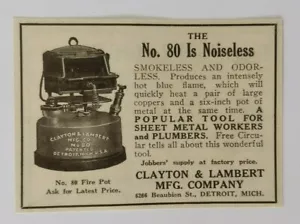 THE
No. 80 Is Noiseless
SMOKELESS AND ODOR-
LESS. Produces an intensely
hot blue flame, which will
quickly heat a pair of large
coppers and a six-inch pot of
metal at the same time. A
POPULAR TOOL FOR
SHEET METAL WORKERS
and PLUMBERS. Free Circu-
lar tells all about this wonderful
tool.
Jobbers' supply at factory price.
CLAYTON & LAMBERT
MFG. COMPANY
6266 Beaubien St., DETROIT, MICH.
CLAYTON & LAMBERT
MFG. CO.
No 80
DETROIT, MICH. U.S.A.
No. 80 Fire Pot
Ask for Latest Price.